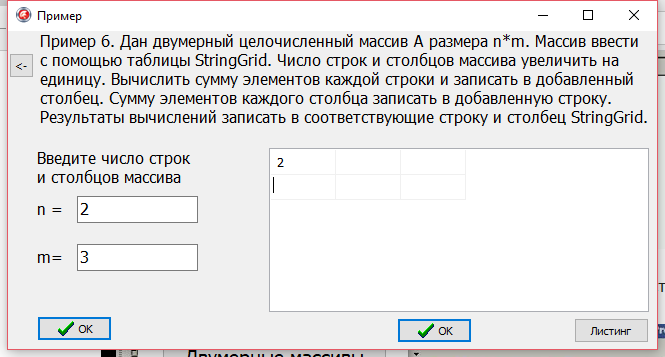 Пример
Пример 6. Дан двумерный целочисленный массив A размера n*m. Массив ввести
<-
с помощью таблицы StringGrid. Число строк и столбцов массива увеличить на
единицу. Вычислить сумму элементов каждой строки и записать в добавленный
столбец. Сумму элементов каждого столбца записать в добавленную строку.
Результаты вычислений записать в соответствующие строку и столбец StringGrid.
Введите число строк
и столбцов массива
2
n =
2
m=
3
OK
OK
Листинг
Двумерные массивы